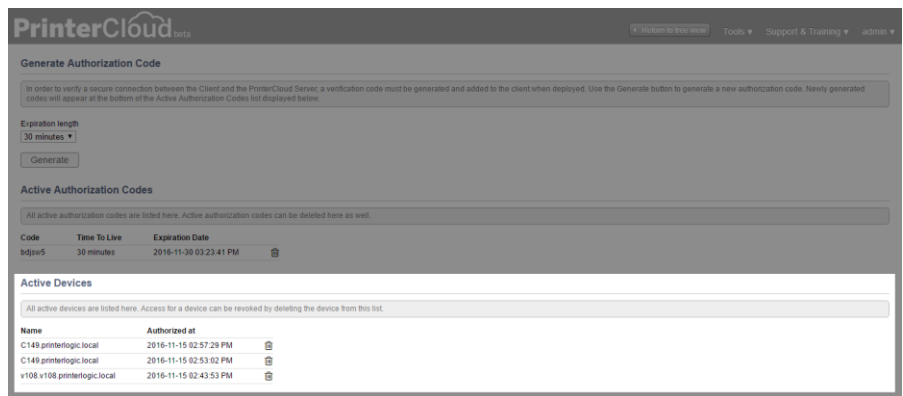 PrinterCloud beta
Return to tree view Tools ▾ Support & Training ▾ admin ▾
Generate Authorization Code
In order to verify a secure connection between the Client and the PrinterCloud Server, a verification code must be generated and added to the client when deployed. Use the Generate button to generate a new authorization code. Newly generated
codes will appear at the bottom of the Active Authorization Codes list displayed below.
Expiration length
30 minutes ▾
Generate
Active Authorization Codes
All active authorization codes are listed here. Active authorization codes can be deleted here as well.
Code Time To Live Expiration Date
bdjsw5 30 minutes 2016-11-30 03:23:41 PM
Active Devices
All active devices are listed here. Access for a device can be revoked by deleting the device from this list.
Name Authorized at
C149.printerlogic.local 2016-11-15 02:57:29 PM
C149.printerlogic.local 2016-11-15 02:53:02 PM
v108.v108.printerlogic.local 2016-11-15 02:43:53 PM